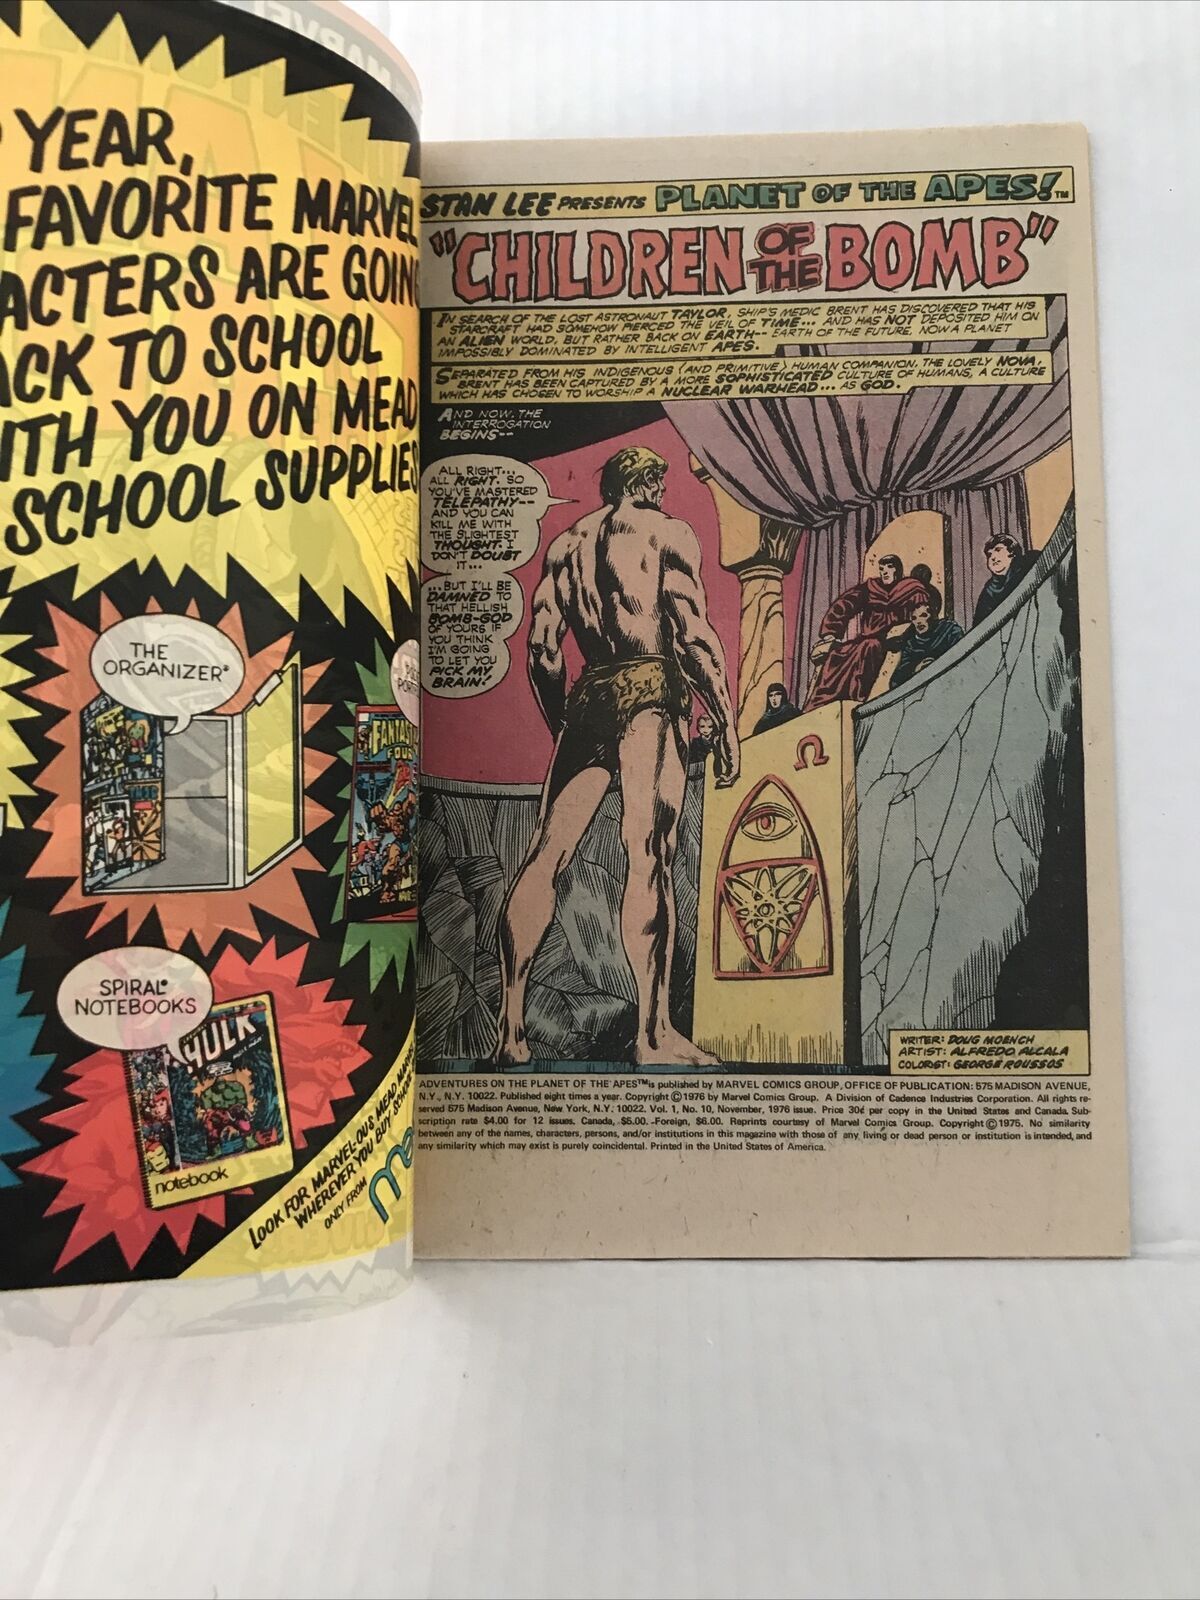 YEAR,
FAVORITE MARVEL
ACTERS ARE GOING
ACK TO SCHOOL
ITH YOU ON MEAD
SCHOOL SUPPLIES
THE
ORGANIZER®
FANTASTIC
FOUR
SPIRAL®
NOTEBOOKS
HULK
notebook
LOOK FOR MARVEL-OUS MEAD
WHEREVER YOU BUY SCHOOL
ONLY FROM
STAN LEE PRESENTS PLANET OF THE APES!™
"CHILDREN OF THE BOMB"
IN SEARCH OF THE LOST ASTRONAUT TAYLOR, SHIP'S MEDIC BRENT HAS DISCOVERED THAT HIS
STARCRAFT HAD SOMEHOW PIERCED THE VEIL OF TIME... AND HAS NOT DEPOSITED HIM ON
AN ALIEN WORLD, BUT RATHER BACK ON EARTH-- EARTH OF THE FUTURE, NOW A PLANET
IMPOSSIBLY DOMINATED BY INTELLIGENT APES.
SEPARATED FROM HIS INDIGENOUS (AND PRIMITIVE) HUMAN COMPANION, THE LOVELY NOVA,
BRENT HAS BEEN CAPTURED BY A MORE SOPHISTICATED CULTURE OF HUMANS, A CULTURE
WHICH HAS CHOSEN TO WORSHIP A NUCLEAR WARHEAD... AS GOD.
AND NOW, THE
INTERROGATION
BEGINS--
ALL RIGHT...
ALL RIGHT. SO
YOU'VE MASTERED
TELEPATHY--
AND YOU CAN
KILL ME WITH
THE SLIGHTEST
THOUGHT. I
DON'T DOUBT
IT...
...BUT I'LL BE
DAMNED TO
THAT HELLISH
BOMB-GOD
OF YOURS IF
YOU THINK
I'M GOING
TO LET YOU
PICK MY
BRAIN!
Ω
WRITER: DOUG MOENCH
ARTIST: ALFREDO ALCALA
COLORIST: GEORGE ROUSSOS
ADVENTURES ON THE PLANET OF THE APES™ is published by MARVEL COMICS GROUP, OFFICE OF PUBLICATION: 575 MADISON AVENUE,
N.Y., N.Y. 10022. Published eight times a year. Copyright © 1976 by Marvel Comics Group. A Division of Cadence Industries Corporation. All rights re-
served 575 Madison Avenue, New York, N.Y. 10022. Vol. 1, No. 10, November, 1976 issue. Price 30¢ per copy in the United States and Canada. Sub-
scription rate $4.00 for 12 issues. Canada, $5.00. Foreign, $6.00. Reprints courtesy of Marvel Comics Group. Copyright © 1975. No similarity
between any of the names, characters, persons, and/or institutions in this magazine with those of any living or dead person or institution is intended, and
any similarity which may exist is purely coincidental. Printed in the United States of America.